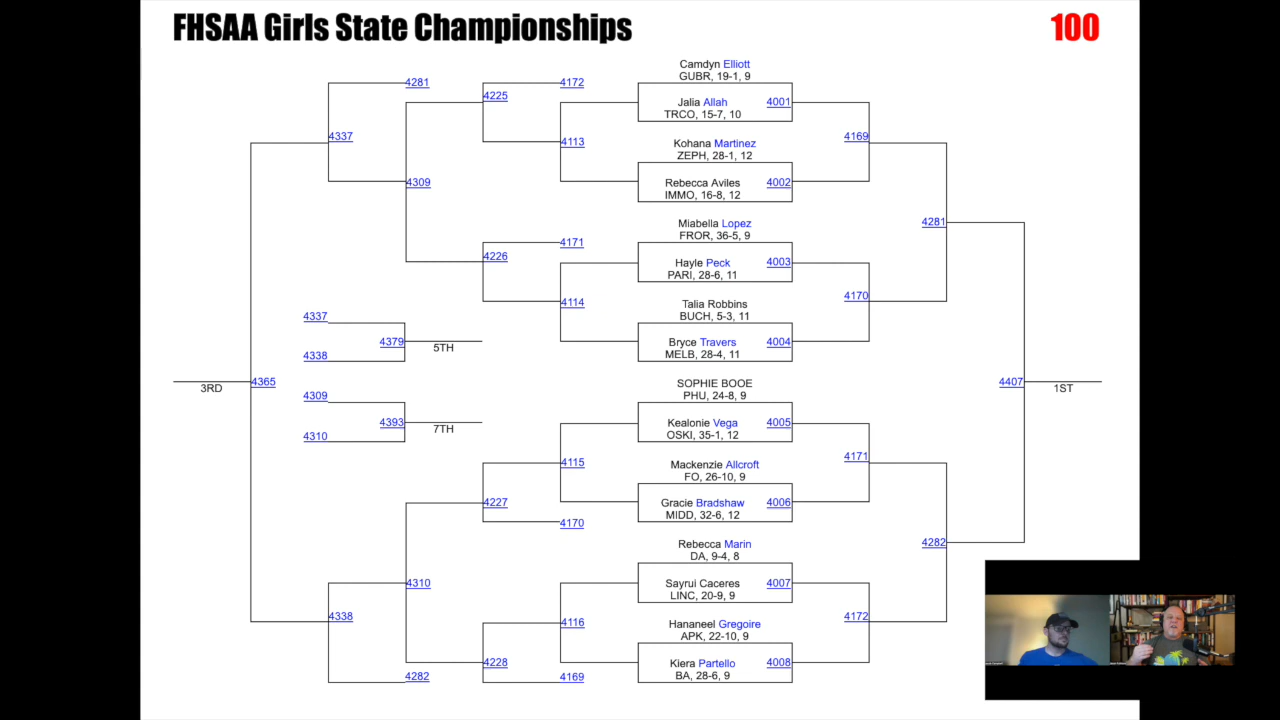 FHSAA Girls State Championships
100
Camdyn Elliott
GUBR, 19-1, 9
4281
4172
4225
Jalia Allah
4001
TRCO, 15-7, 10
4337
4113
Kohana Martinez
4169
ZEPH, 28-1, 12
4309
Rebecca Aviles
4002
IMMO, 16-8, 12
Miabella Lopez
4281
FROR, 36-5, 9
4171
4226
Hayle Peck
4003
PARI, 28-6, 11
4170
4114
Talia Robbins
BUCH, 5-3, 11
4337
4379
5TH
Bryce Travers
4004
MELB, 28-4, 11
4338
3RD
4365
SOPHIE BOOE
4407
1ST
PHU, 24-8, 9
4309
4393
7TH
Kealonie Vega
4005
OSKI, 35-1, 12
4310
4171
4115
Mackenzie Allcroft
FO, 26-10, 9
4227
Gracie Bradshaw
4006
MIDD, 32-6, 12
4170
Rebecca Marin
4282
DA, 9-4, 8
4310
Sayrui Caceres
4007
LINC, 20-9, 9
4338
4116
Hananeel Gregoire
4172
APK, 22-10, 9
4228
Kiera Partello
4008
BA, 28-6, 9
4282
4169